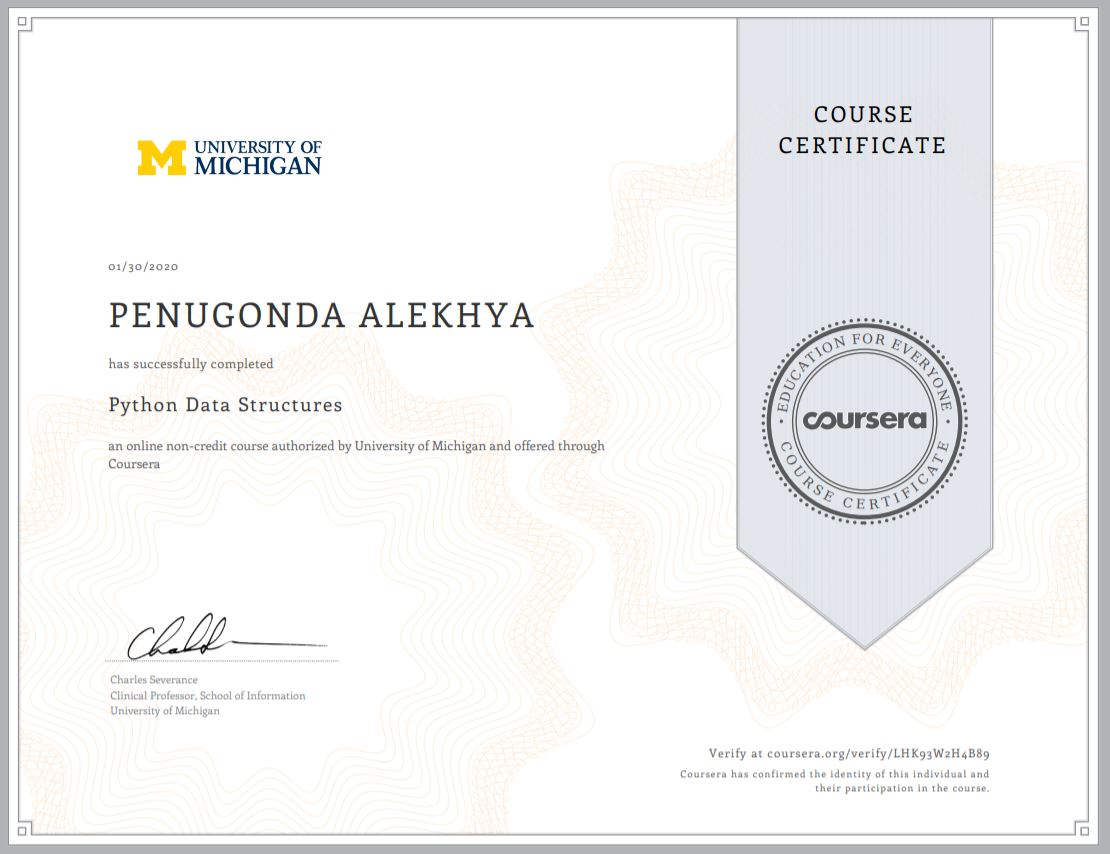 COURSE
CERTIFICATE
UNIVERSITY OF
MICHIGAN
01/30/2020
PENUGONDA ALEKHYA
has successfully completed
Python Data Structures
an online non-credit course authorized by University of Michigan and offered through
Coursera
EDUCATION FOR EVERYONE
coursera
COURSE CERTIFICATE
Charles Severance
Clinical Professor, School of Information
University of Michigan
Verify at coursera.org/verify/LHK93W2H4B89
Coursera has confirmed the identity of this individual and
their participation in the course.